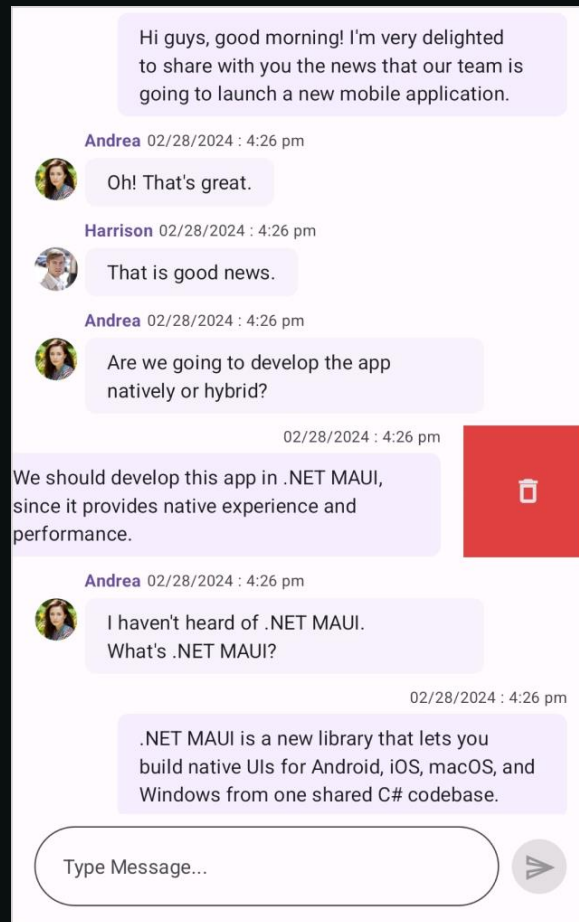 Hi guys, good morning! I'm very delighted
to share with you the news that our team is
going to launch a new mobile application.
Andrea 02/28/2024 : 4:26 pm
Oh! That's great.
Harrison 02/28/2024 : 4:26 pm
That is good news.
Andrea 02/28/2024 : 4:26 pm
Are we going to develop the app
natively or hybrid?
02/28/2024 : 4:26 pm
We should develop this app in .NET MAUI,
since it provides native experience and
performance.
Andrea 02/28/2024 : 4:26 pm
I haven't heard of .NET MAUI.
What's .NET MAUI?
02/28/2024 : 4:26 pm
.NET MAUI is a new library that lets you
build native UIs for Android, iOS, macOS, and
Windows from one shared C# codebase.
Type Message...